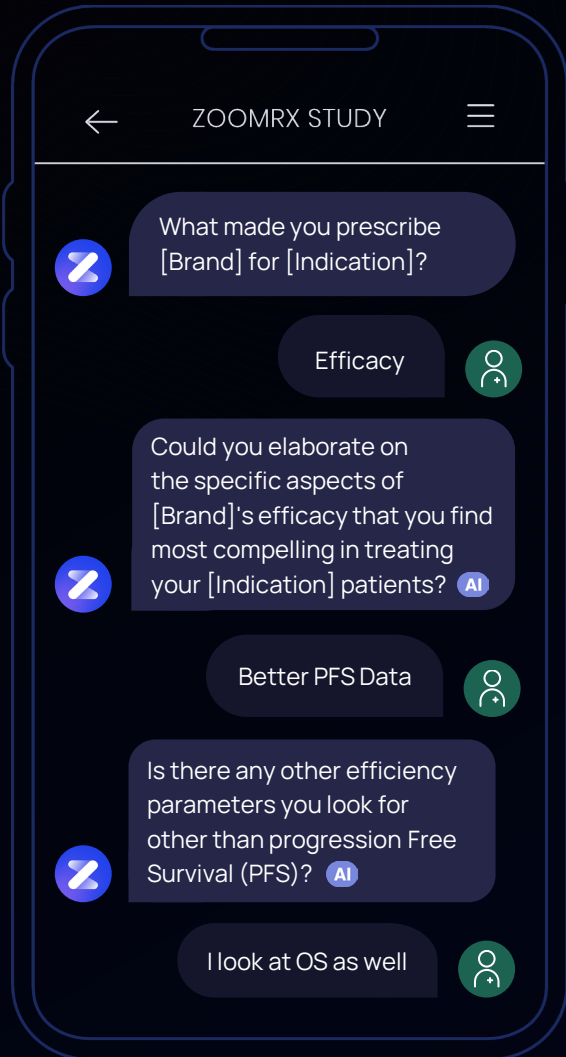 ZOOMRX STUDY
What made you prescribe
[Brand] for [Indication]?
Efficacy
Could you elaborate on
the specific aspects of
[Brand]'s efficacy that you find
most compelling in treating
your [Indication] patients? AI
Better PFS Data
Is there any other efficiency
parameters you look for
other than progression Free
Survival (PFS)? AI
I look at OS as well